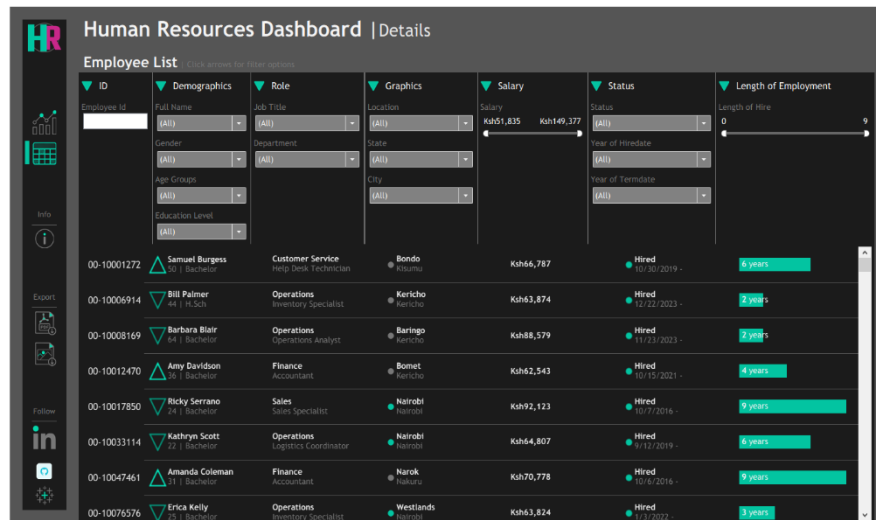 HR
Human Resources Dashboard | Details
Employee List | Click arrows for filter options
ID Demographics Role Graphics Salary Status Length of Employment
Employee Id Full Name Job Title Location Salary Status Length of Hire
(All) (All) (All) Ksh51,835 Ksh149,377 (All) 0 9
Gender Department State Year of Hiredate
(All) (All) (All) (All)
Age Groups City Year of Termdate
(All) (All) (All)
Education Level
(All)
Info
Export
Follow
in
00-10001272 Samuel Burgess Customer Service Bondo Ksh66,787 Hired 6 years
50 | Bachelor Help Desk Technician Kisumu 10/30/2019 -
00-10006914 Bill Palmer Operations Kericho Ksh63,874 Hired 2 years
44 | H.Sch Inventory Specialist Kericho 12/22/2023 -
00-10008169 Barbara Blair Operations Baringo Ksh88,579 Hired 2 years
64 | Bachelor Operations Analyst Kericho 11/23/2023 -
00-10012470 Amy Davidson Finance Bomet Ksh62,543 Hired 4 years
36 | Bachelor Accountant Kericho 10/15/2021 -
00-10017850 Ricky Serrano Sales Nairobi Ksh92,123 Hired 9 years
24 | Bachelor Sales Specialist Nairobi 10/7/2016 -
00-10033114 Kathryn Scott Operations Nairobi Ksh64,807 Hired 6 years
22 | Bachelor Logistics Coordinator Nairobi 9/12/2019 -
00-10047461 Amanda Coleman Finance Narok Ksh70,778 Hired 9 years
31 | Bachelor Accountant Nakuru 10/6/2016 -
00-10076576 Erica Kelly Operations Westlands Ksh63,824 Hired 3 years
25 | Bachelor Inventory Specialist Nairobi 1/3/2022 -